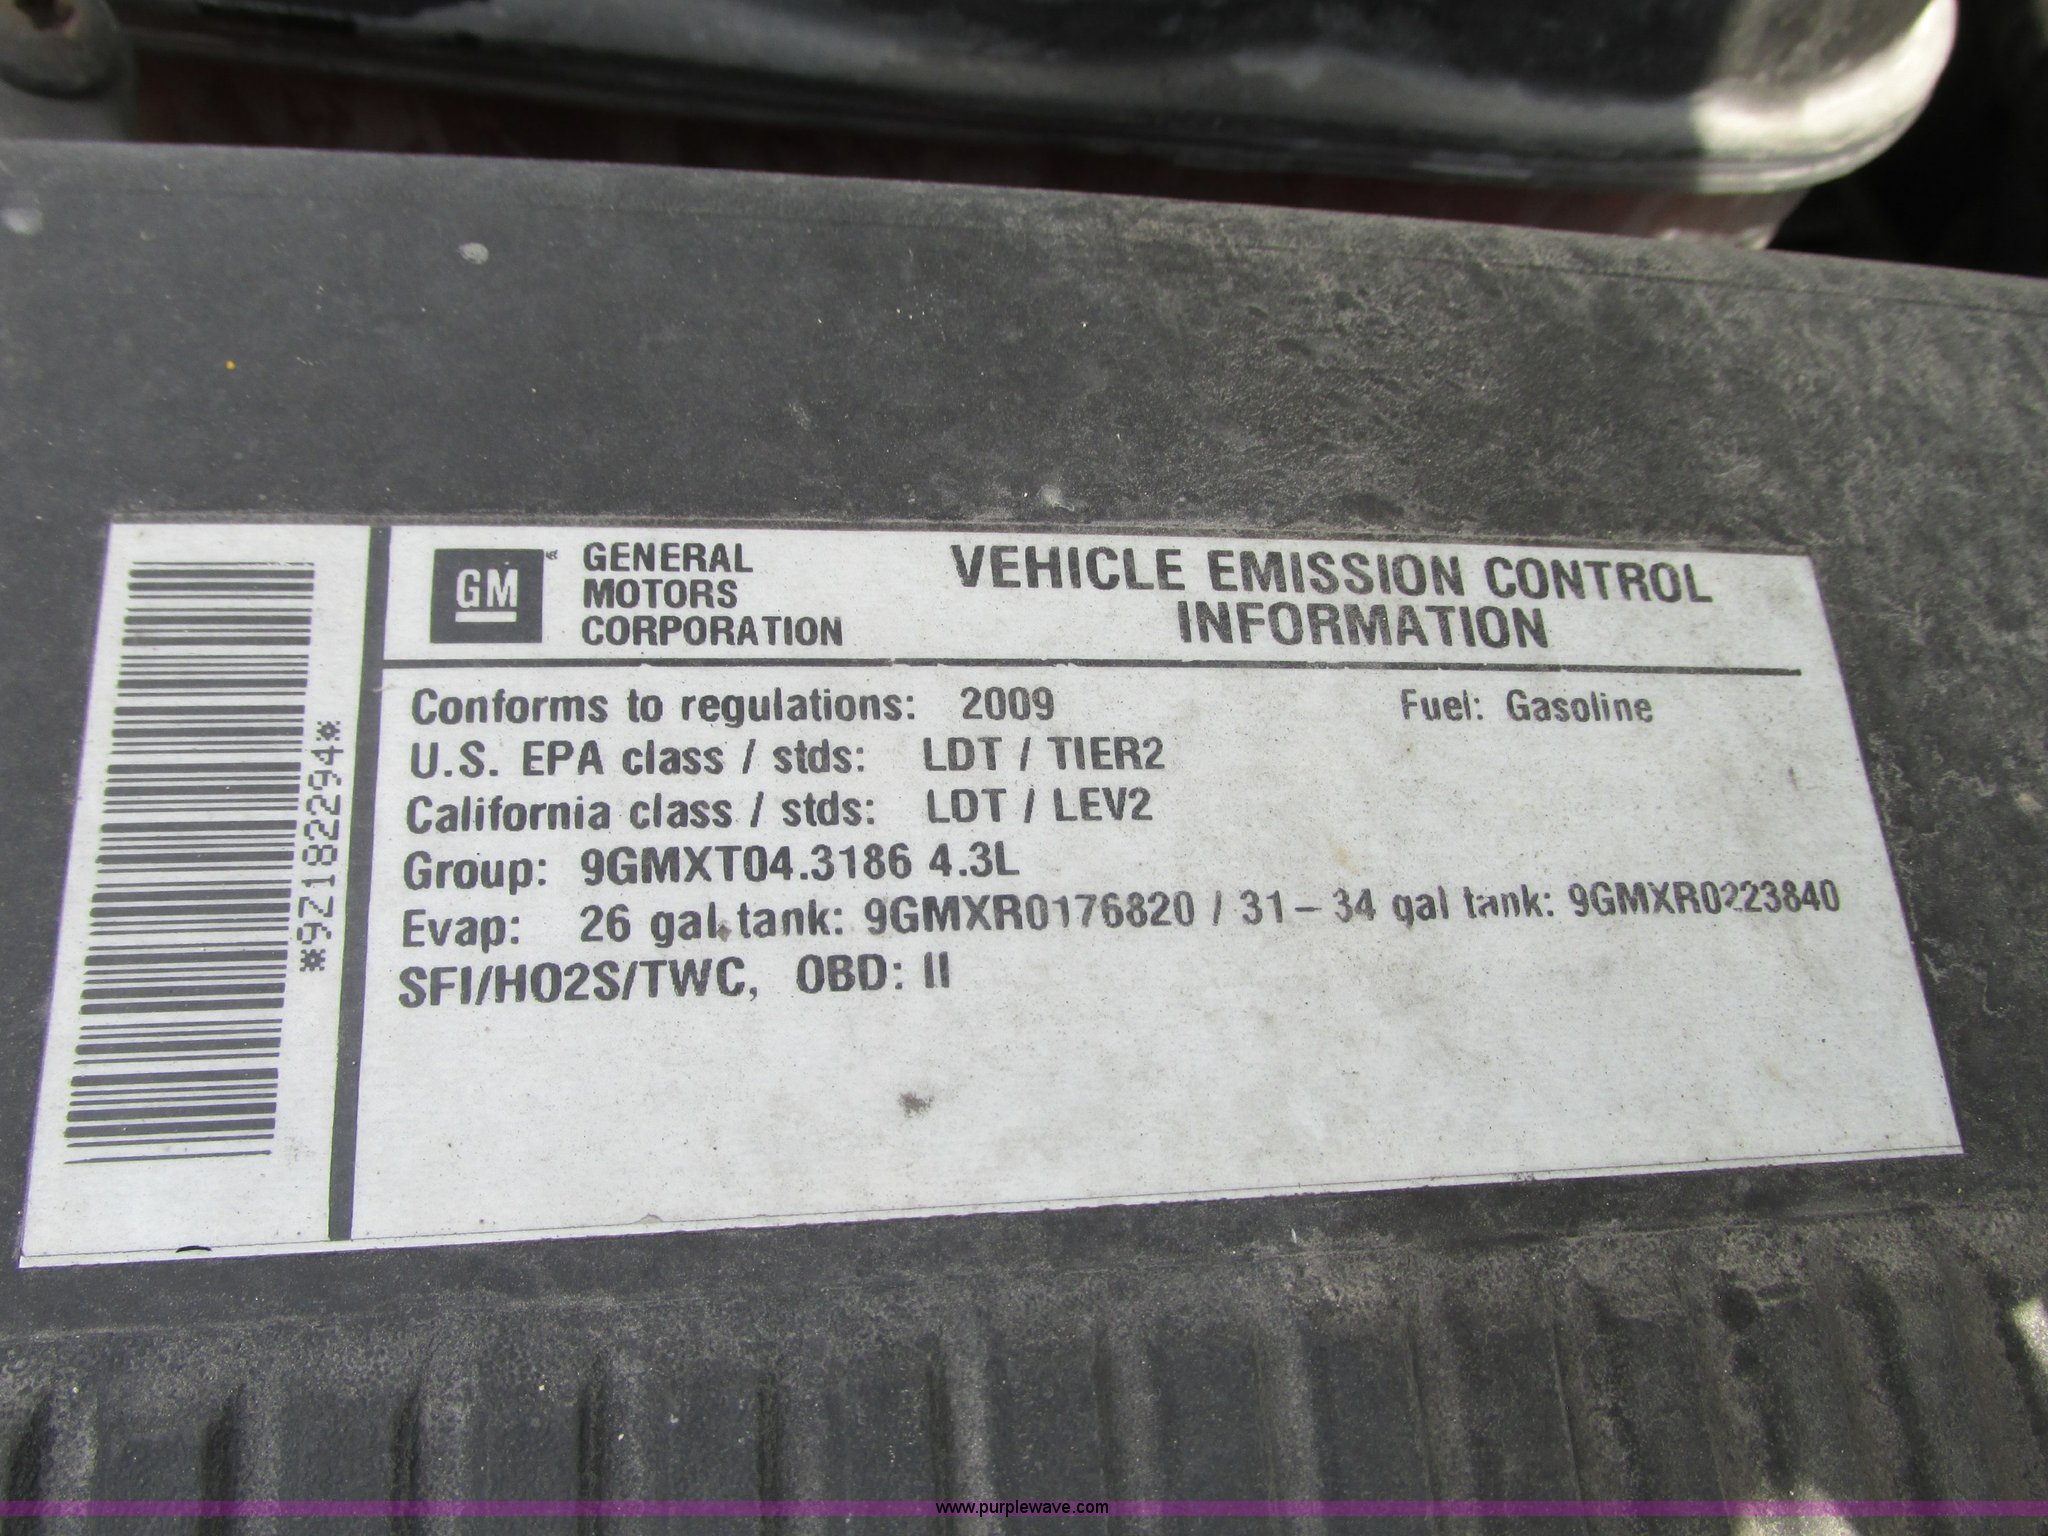 GM
GENERAL
MOTORS
CORPORATION
VEHICLE EMISSION CONTROL
INFORMATION
Conforms to regulations: 2009 Fuel: Gasoline
U.S. EPA class / stds: LDT / TIER2
California class / stds: LDT / LEV2
Group: 9GMXT04.3186 4.3L
Evap: 26 gal tank: 9GMXR0176820 / 31 – 34 gal tank: 9GMXR0223840
SFI/HO2S/TWC, OBD: II
*9Z182294*
www.purplewave.com